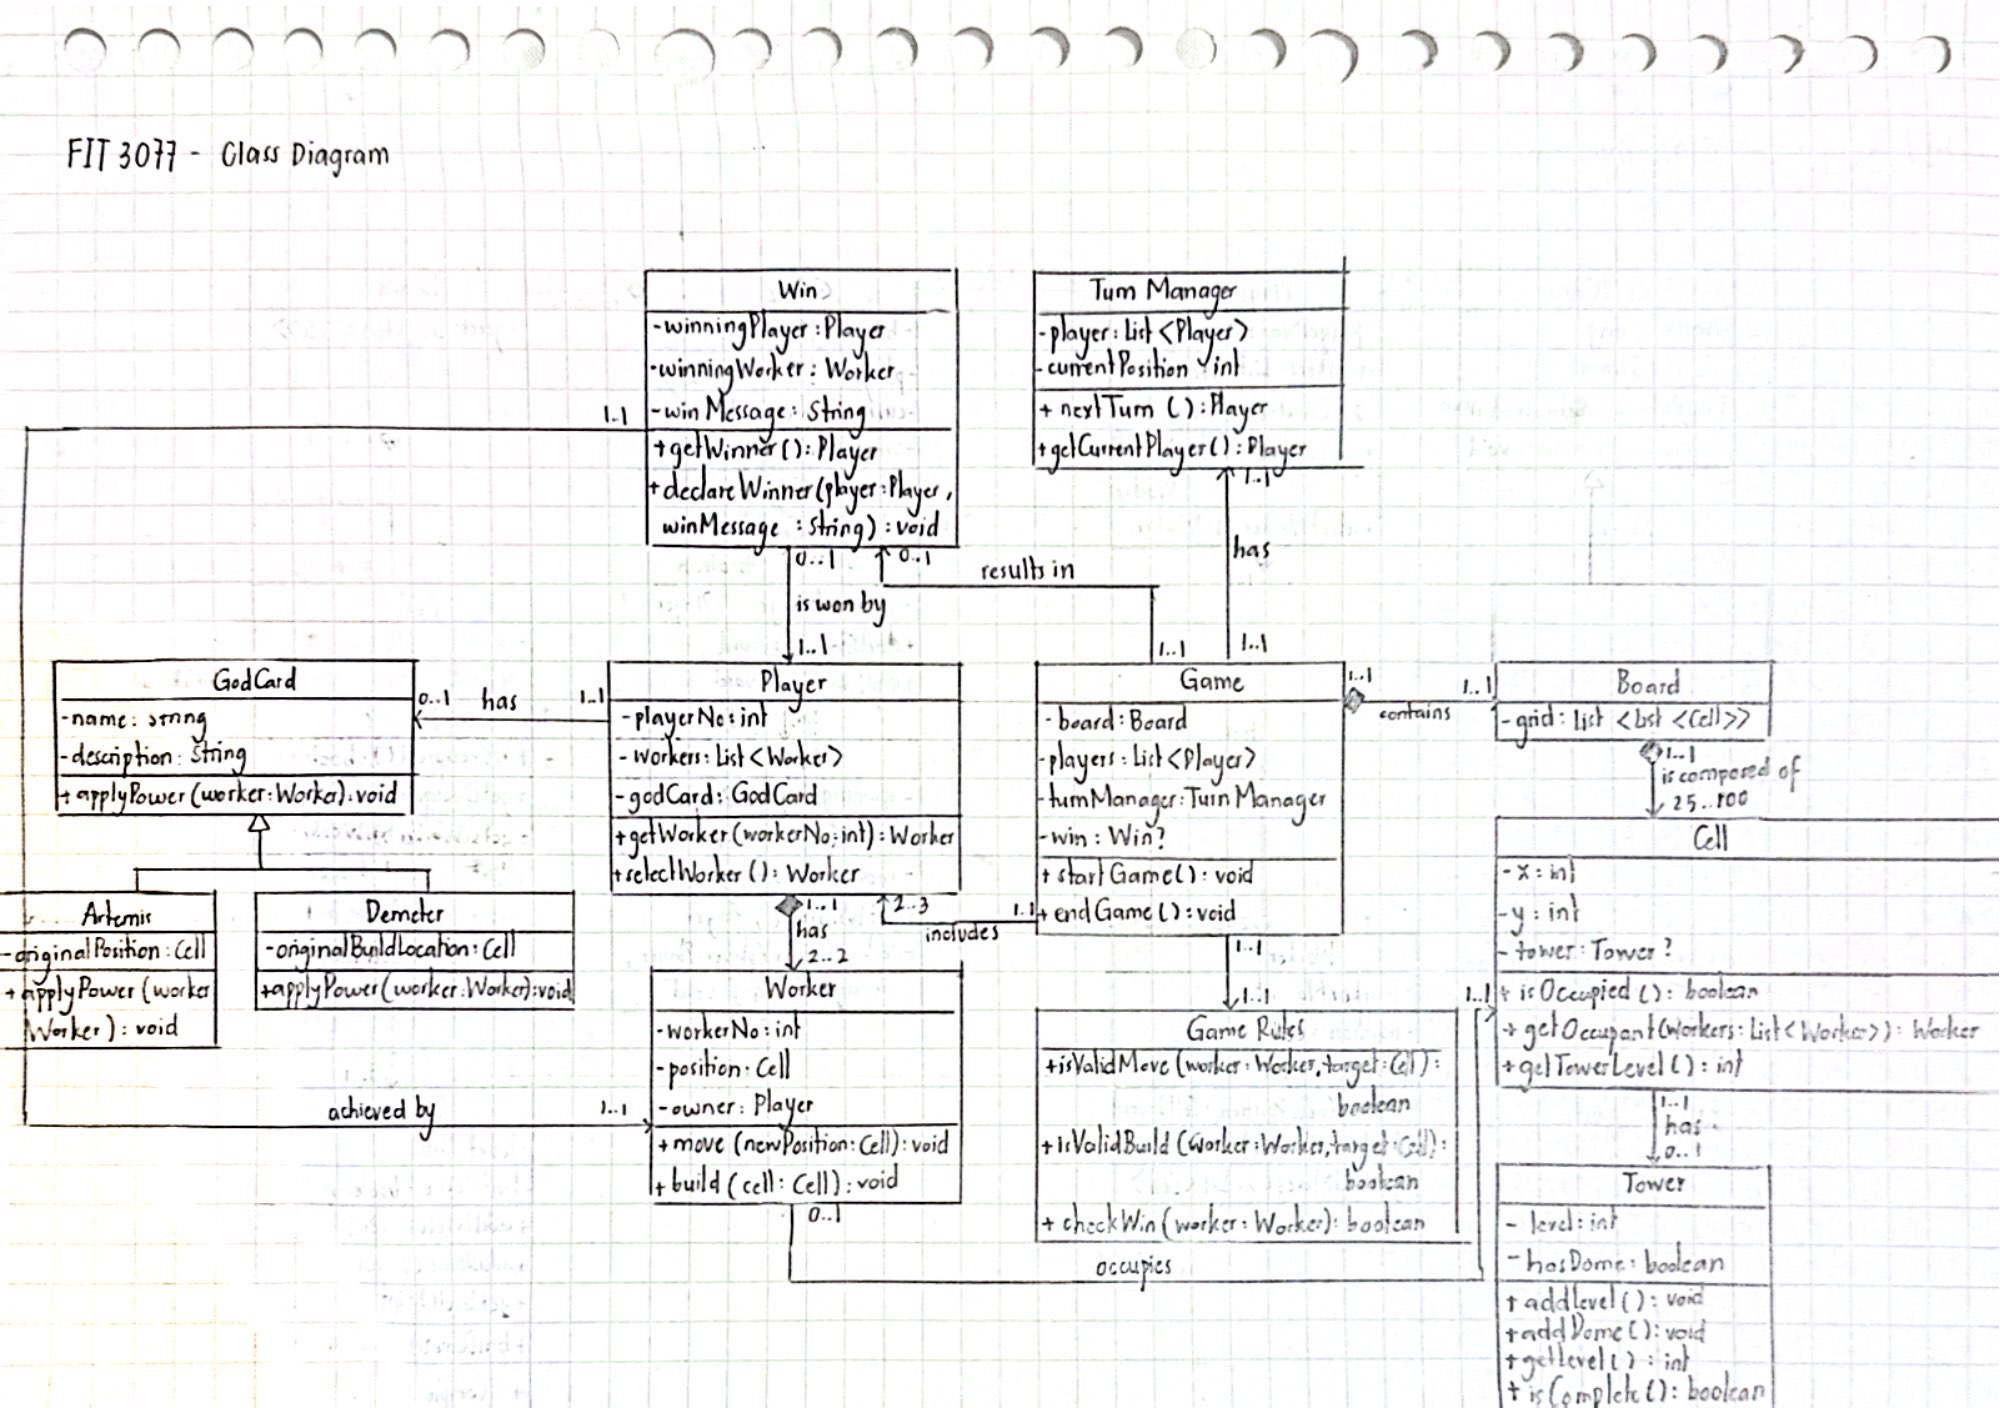 FIT 3077 - Class Diagram
Win
-winningPlayer : Player
-winningWorker : Worker
-winMessage : String
+getWinner () : Player
+declareWinner (player : Player ,
winMessage : String) : void
Turn Manager
-player : List <Player>
-currentPosition int
+ nextTurn () : Player
+getCurrentPlayer () : Player
1..1
1..1
has
0..1
0..1
results in
is won by
1..1
1..1
1..1
GodCard
-name : String
-description : String
+ applyPower (worker : Worker) : void
0..1
has
1..1
Player
-playerNo : int
-workers : List <Worker>
-godCard : GodCard
+getWorker (workerNo : int) : Worker
+selectWorker () : Worker
Game
-board : Board
-players : List <Player>
-turnManager : Turn Manager
-win : Win?
+ startGame() : void
+ endGame () : void
1..1
contains
1..1
Board
-grid : List <List <Cell>>
1..1
is composed of
25..100
Cell
-x : int
-y : int
-tower : Tower ?
+ isOccupied () : boolean
+ getOccupant (workers : List < Worker>) : Worker
+ getTowerLevel () : int
Artemis
-originalPosition : Cell
+ applyPower (worker
Worker) : void
Demeter
-originalBuildLocation : Cell
+applyPower (worker : Worker) : void
1..1
has
2..2
2..3
includes
1..1
Worker
-workerNo : int
-position : Cell
-owner : Player
+ move (newPosition : Cell) : void
+ build (cell : Cell) : void
achieved by
1..1
0..1
occupies
1..1
1..1
1..1
Game Rules
+isValidMove (worker : Worker, target : Cell) :
boolean
+isValidBuild (worker : Worker, target : Cell) :
boolean
+ checkWin (worker : Worker) : boolean
1..1
has
0..1
Tower
- level : int
- hasDome : boolean
+ addLevel () : void
+addDome () : void
+getLevel () : int
+ isComplete () : boolean